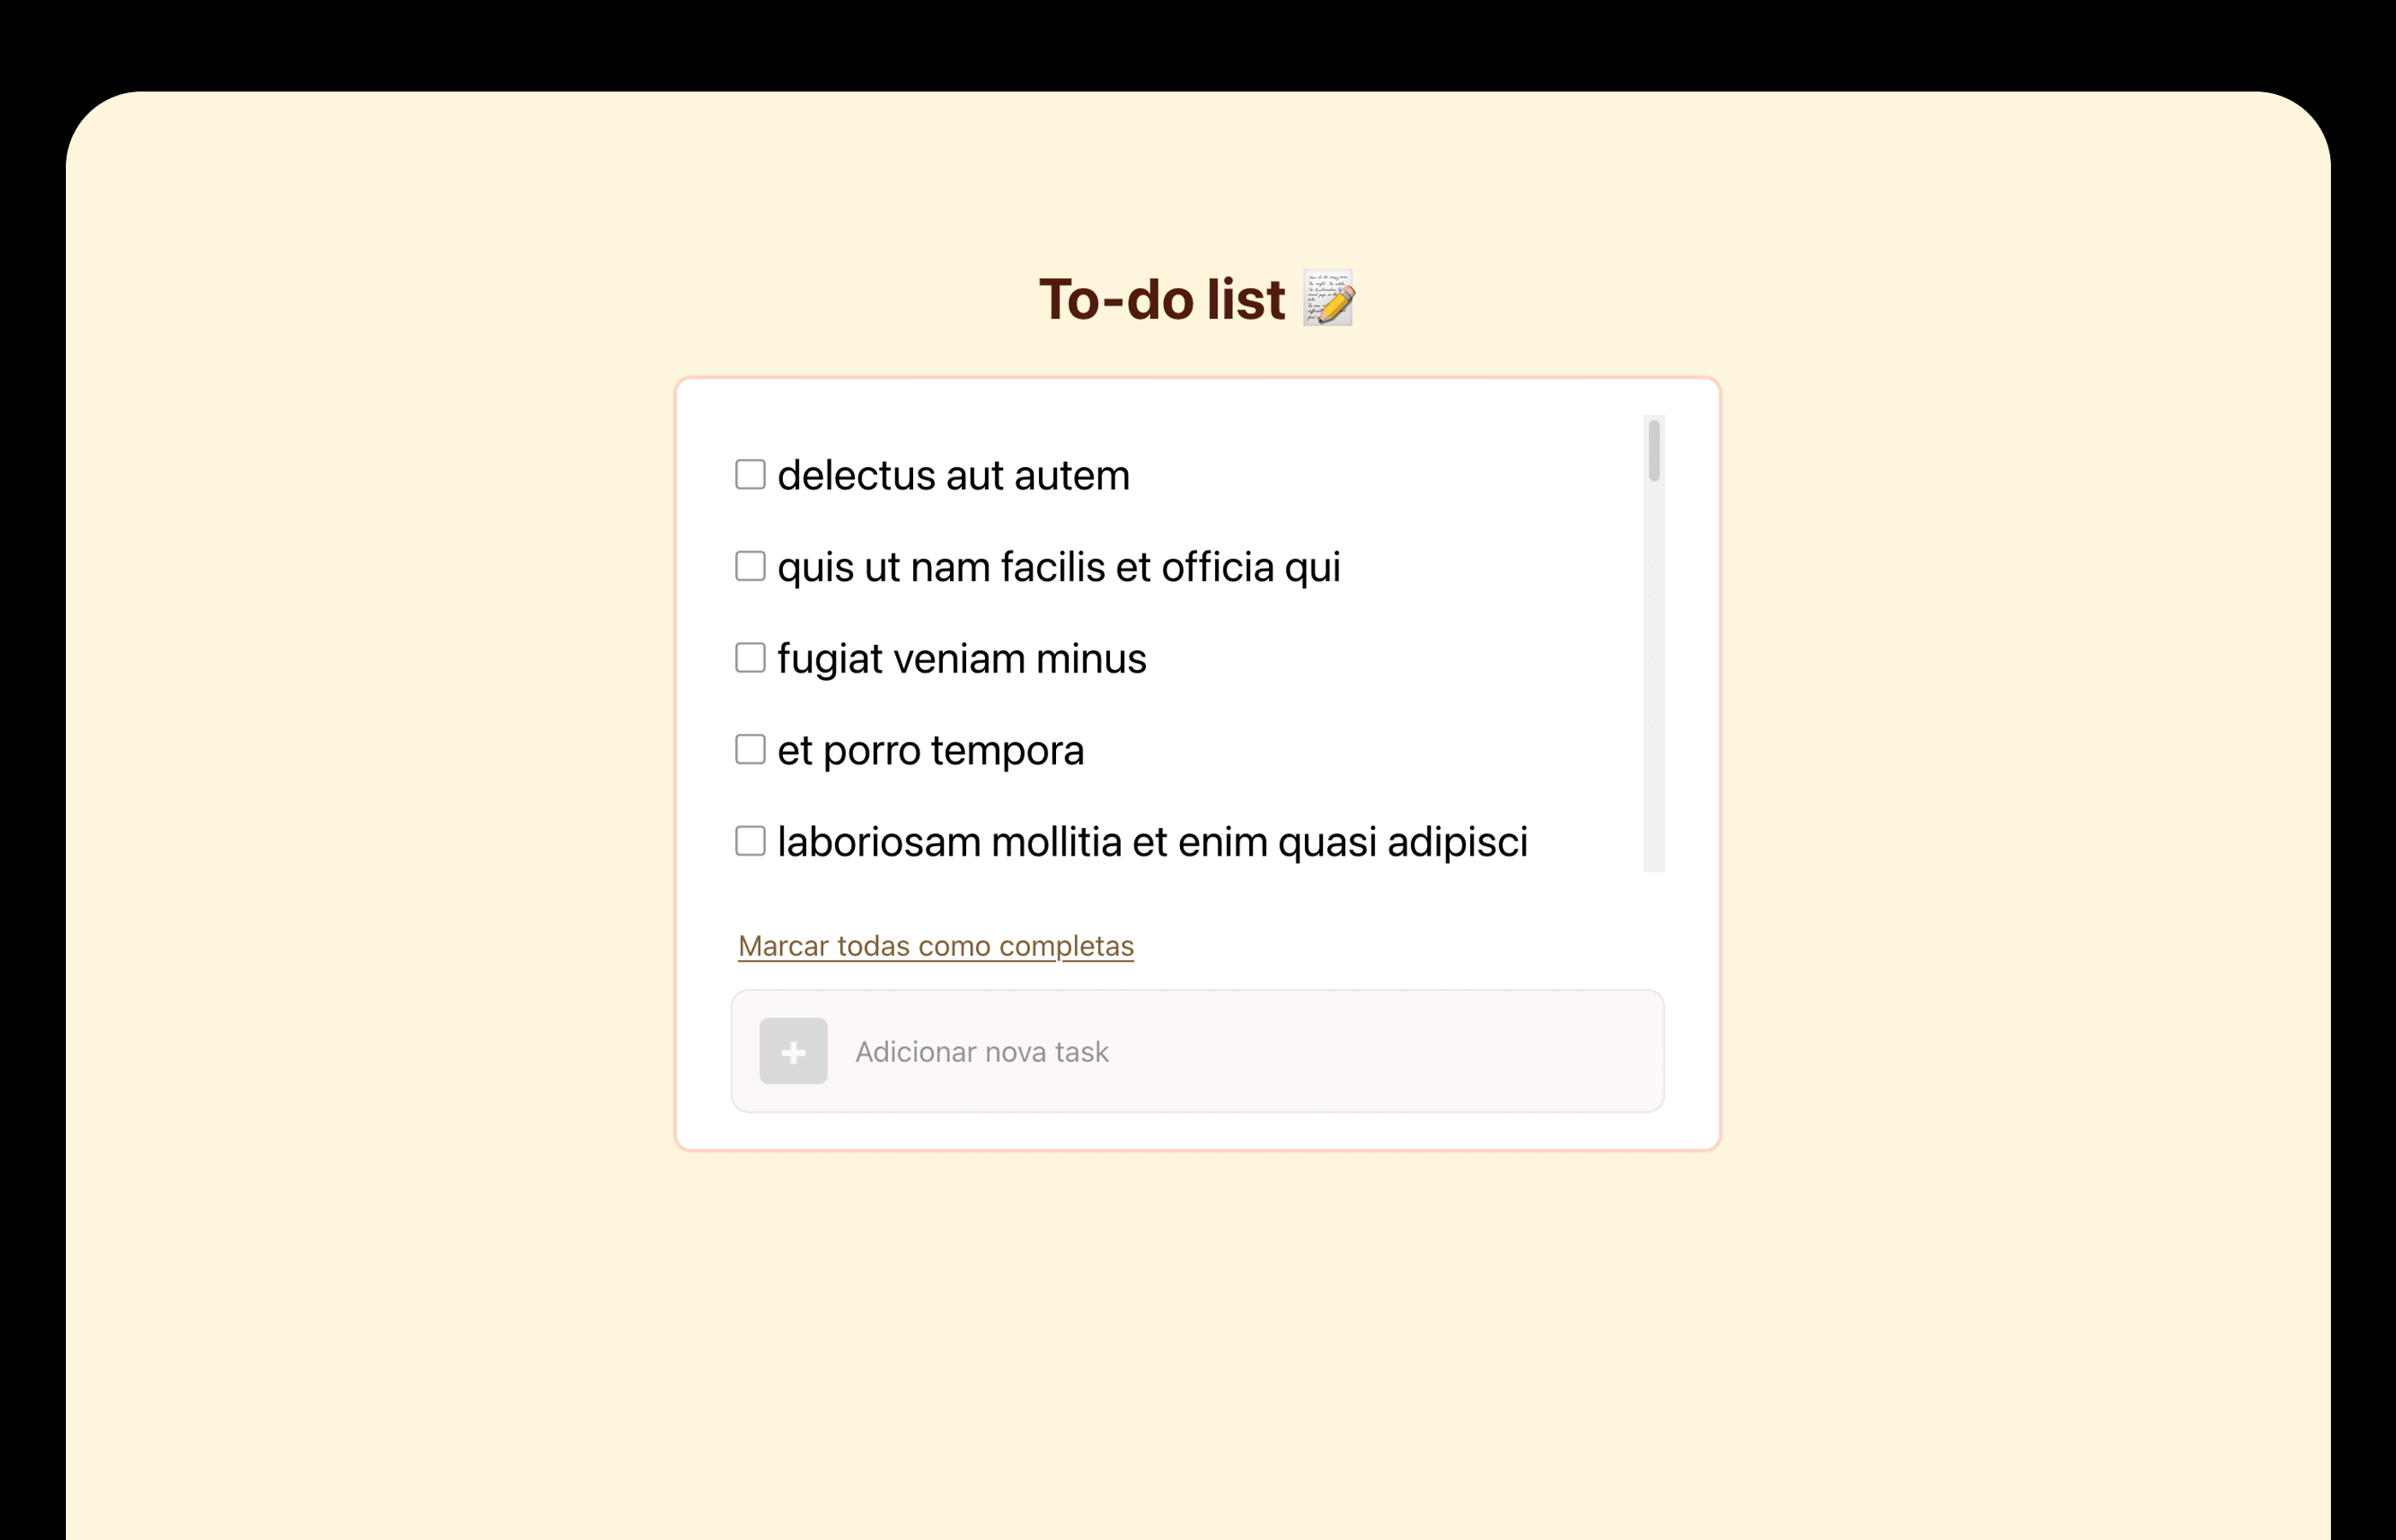 To-do list
delectus aut autem
quis ut nam facilis et officia qui
fugiat veniam minus
et porro tempora
laboriosam mollitia et enim quasi adipisci
Marcar todas como completas
+ Adicionar nova task